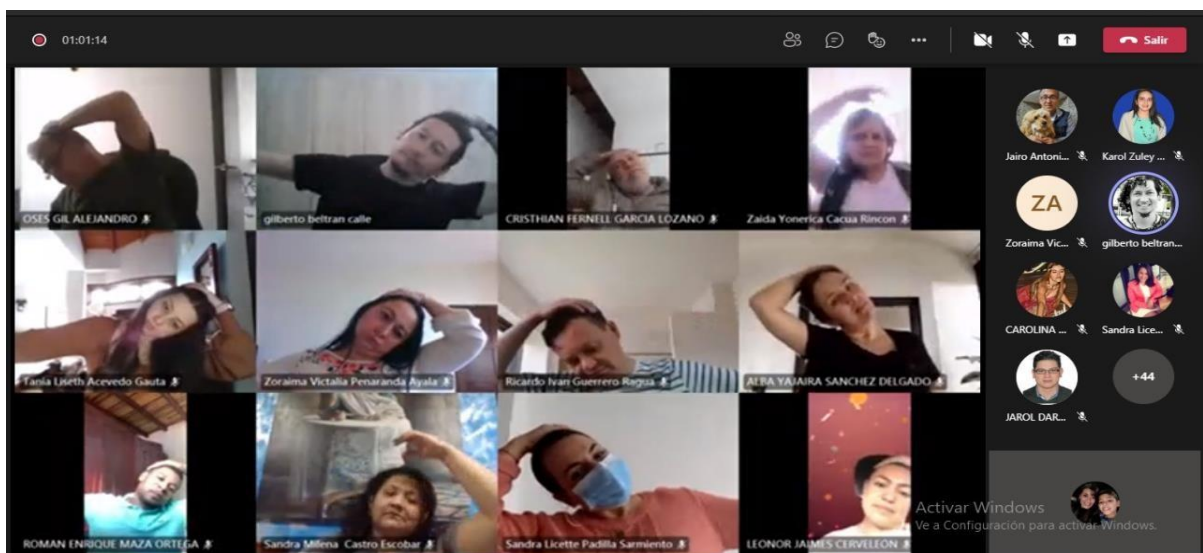 01:01:14
Salir
OSES GIL ALEJANDRO
gilberto beltran calle
CRISTHIAN FERNELL GARCIA LOZANO
Zaida Yonerica Cacua Rincon
Tania Liseth Acevedo Gauta
Zoraima Victalia Penaranda Ayala
Ricardo Ivan Guerrero Ragua
ALBA YAJAIRA SANCHEZ DELGADO
ROMAN ENRIQUE MAZA ORTEGA
Sandra Milena Castro Escobar
Sandra Licette Padilla Sarmiento
LEONOR JAIMES CERVELEÓN
Jairo Antoni...
Karol Zuley ...
ZA
Zoraima Vic...
gilberto beltran...
CAROLINA ...
Sandra Lice...
JAROL DAR...
+44
Activar Windows
Ve a Configuración para activar Windows.